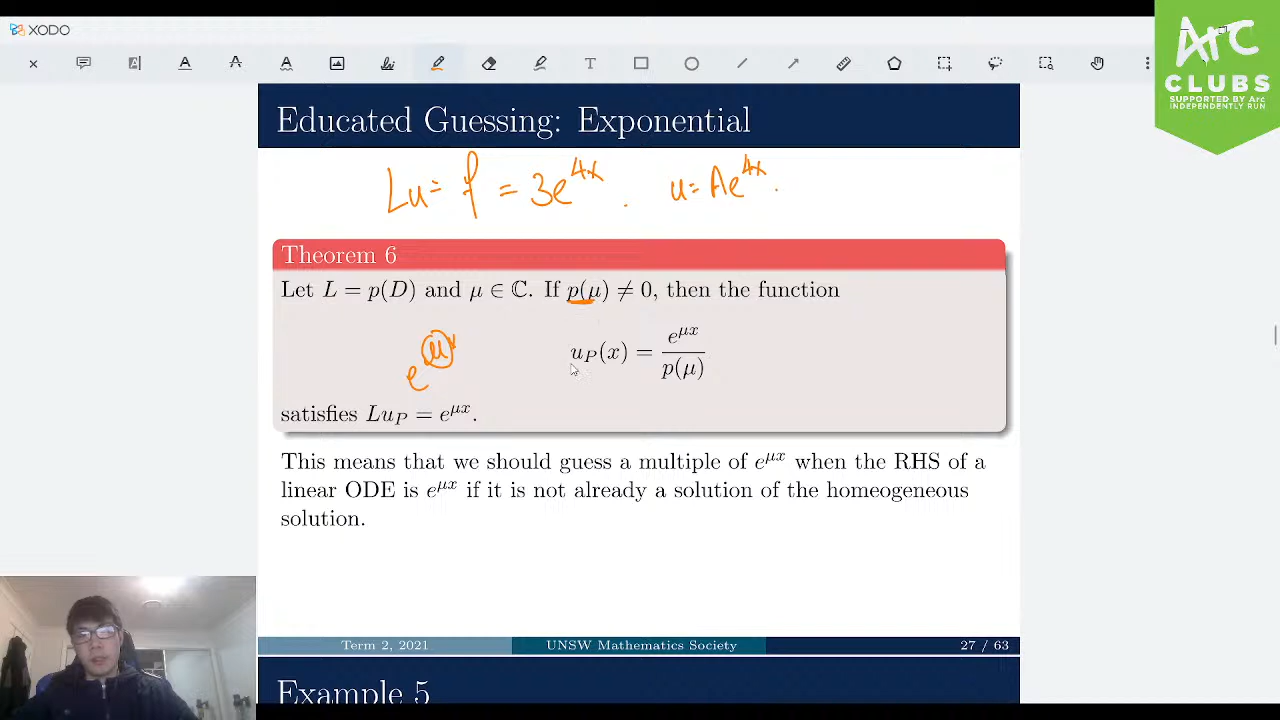 XODO
Arc
CLUBS
SUPPORTED BY Arc
INDEPENDENTLY RUN
Educated Guessing: Exponential
Lu = f = 3e^{4x}. u = Ae^{4x}.
Theorem 6
Let L = p(D) and μ ∈ ℂ. If p(μ) ≠ 0, then the function
e^{μx}
u_P(x) = e^{μx} / p(μ)
satisfies Lu_P = e^{μx}.
This means that we should guess a multiple of e^{μx} when the RHS of a
linear ODE is e^{μx} if it is not already a solution of the homeogeneous
solution.
Term 2, 2021 UNSW Mathematics Society 27 / 63
Example 5